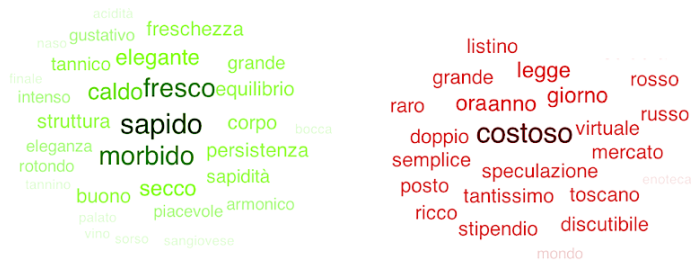 acidità
gustativo freschezza
naso
tannico elegante grande
finale
intenso caldo fresco equilibrio
struttura sapido corpo
bocca
eleganza morbido persistenza
rotondo
tannino secco sapidità
buono
palato piacevole armonico
vino sorso sangiovese
listino
grande legge rosso
raro ora anno giorno
russo
doppio costoso virtuale
semplice mercato
speculazione
enoteca
posto tantissimo toscano
ricco
stipendio discutibile
mondo